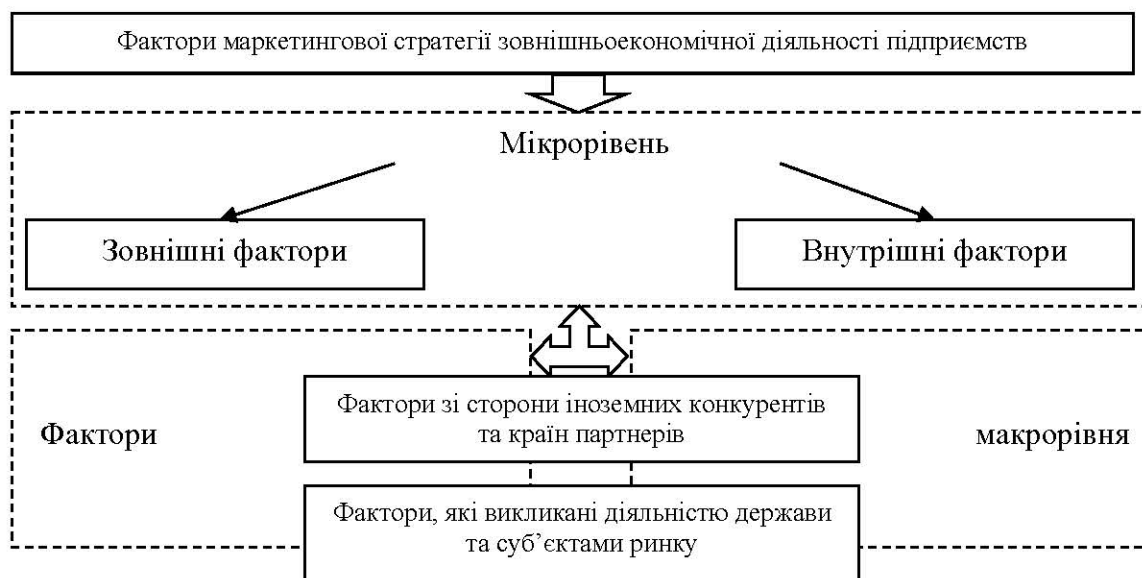 Фактори маркетингової стратегії зовнішньоекономічної діяльності підприємств
Мікрорівень
Зовнішні фактори
Внутрішні фактори
Фактори зі сторони іноземних конкурентів
та країн партнерів
Фактори
макрорівня
Фактори, які викликані діяльністю держави
та суб’єктами ринку